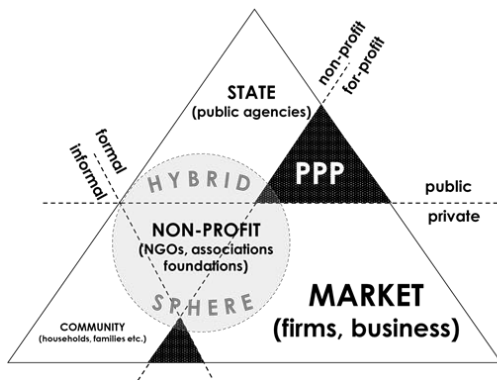 STATE
(public agencies)
non-profit
for-profit
formal
informal
HYBRID
PPP
public
private
NON-PROFIT
(NGOs, associations
foundations)
SPHERE
MARKET
(firms, business)
COMMUNITY
(households, families etc.)